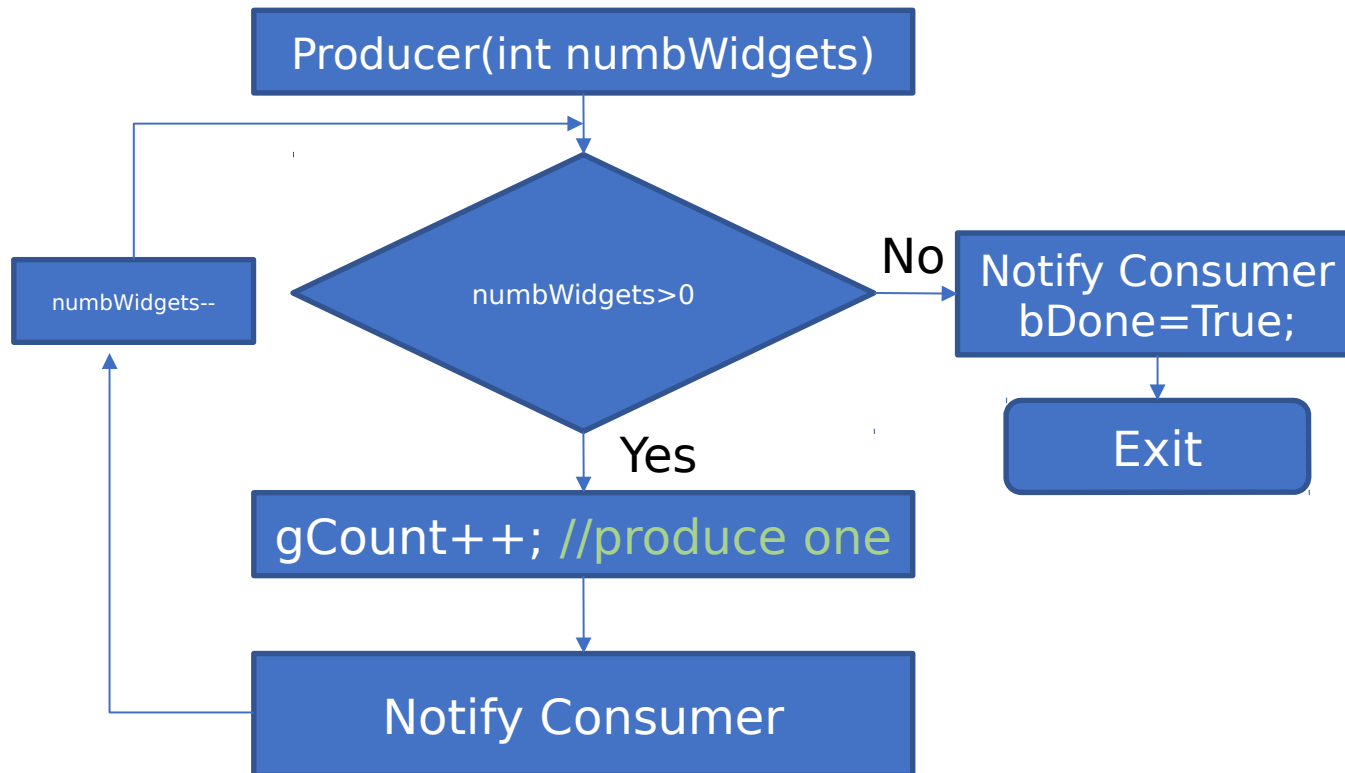 Producer(int numbWidgets)
numbWidgets--
numbWidgets>0
No
Notify Consumer
bDone=True;
Exit
Yes
gCount++; //produce one
Notify Consumer